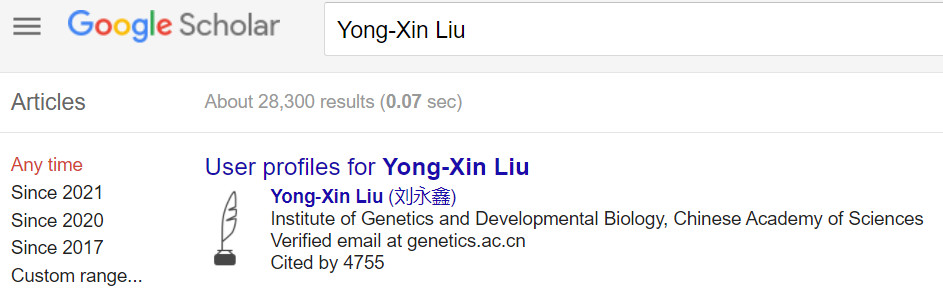 Google Scholar
Yong-Xin Liu
Articles
About 28,300 results (0.07 sec)
Any time
Since 2021
Since 2020
Since 2017
Custom range...
User profiles for Yong-Xin Liu
Yong-Xin Liu (刘永鑫)
Institute of Genetics and Developmental Biology, Chinese Academy of Sciences
Verified email at genetics.ac.cn
Cited by 4755